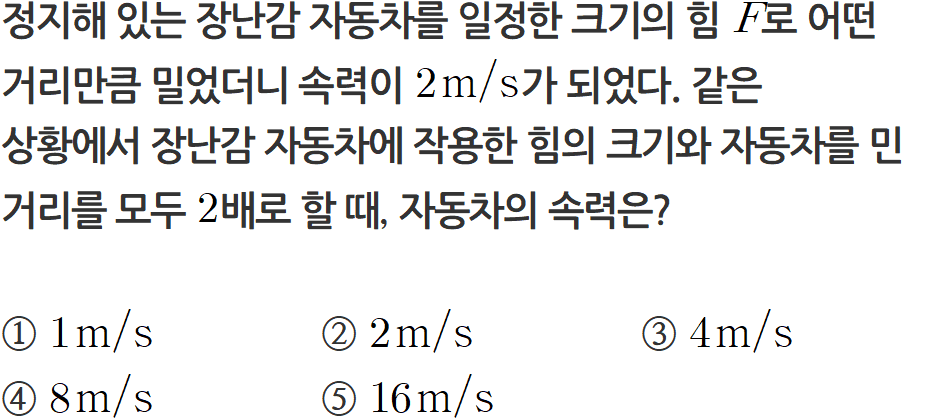 정지해 있는 장난감 자동차를 일정한 크기의 힘 F로 어떤
거리만큼 밀었더니 속력이 2m/s가 되었다. 같은
상황에서 장난감 자동차에 작용한 힘의 크기와 자동차를 민
거리를 모두 2배로 할 때, 자동차의 속력은?
① 1m/s ② 2m/s ③ 4m/s
④ 8m/s ⑤ 16m/s